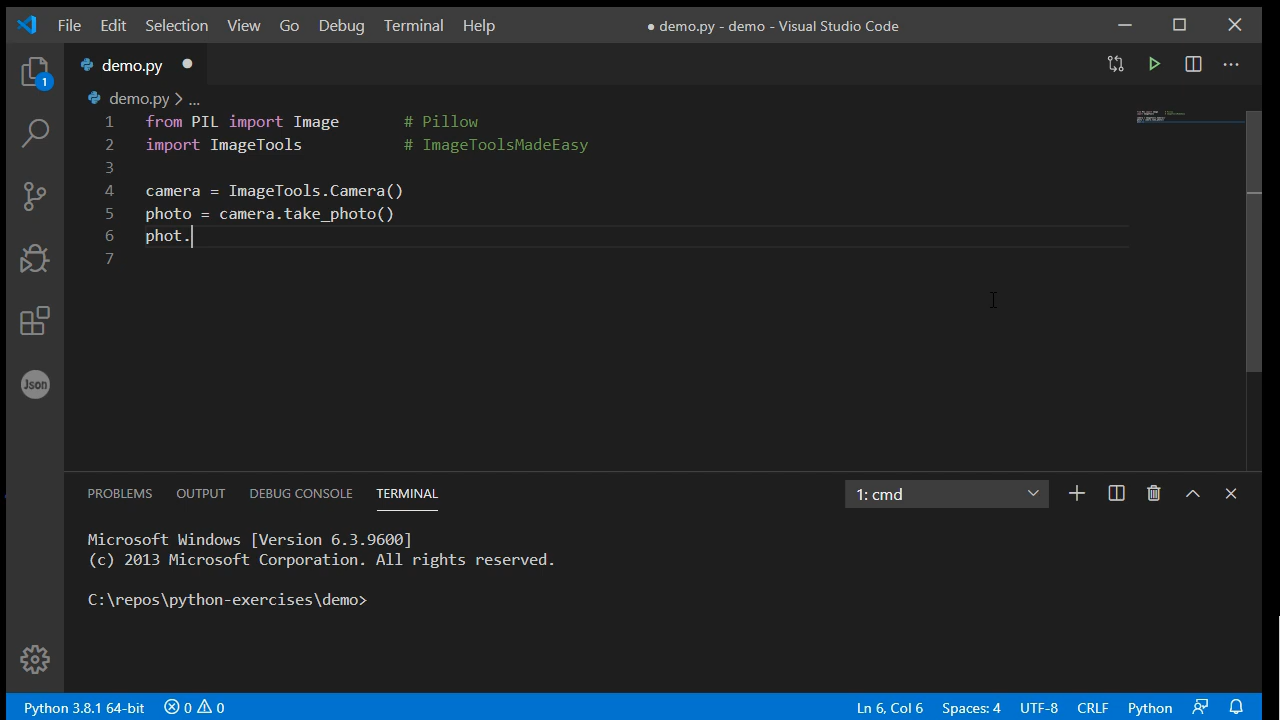 File Edit Selection View Go Debug Terminal Help ● demo.py - demo - Visual Studio Code
1
demo.py ●
demo.py > ...
1 from PIL import Image # Pillow
2 import ImageTools # ImageToolsMadeEasy
3
4 camera = ImageTools.Camera()
5 photo = camera.take_photo()
6 phot.
7
Json
PROBLEMS OUTPUT DEBUG CONSOLE TERMINAL 1: cmd
Microsoft Windows [Version 6.3.9600]
(c) 2013 Microsoft Corporation. All rights reserved.
C:\repos\python-exercises\demo>
Python 3.8.1 64-bit 0 0 Ln 6, Col 6 Spaces: 4 UTF-8 CRLF Python